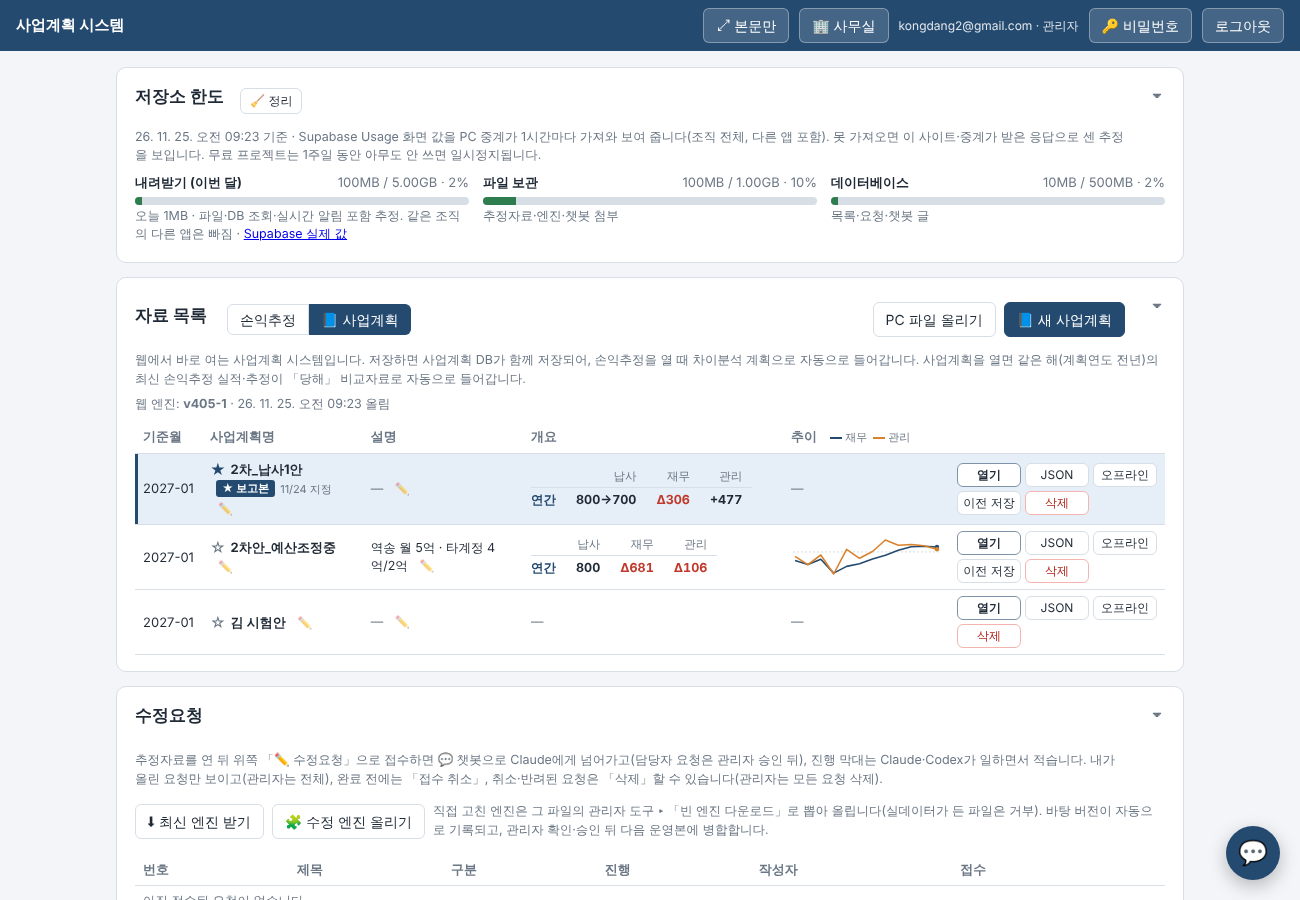 사업계획 시스템
⤢ 본문만
🏢 사무실
kongdang2@gmail.com · 관리자
🔑 비밀번호
로그아웃
저장소 한도
🧹 정리
26. 11. 25. 오전 09:23 기준 · Supabase Usage 화면 값을 PC 중계가 1시간마다 가져와 보여 줍니다(조직 전체, 다른 앱 포함). 못 가져오면 이 사이트·중계가 받은 응답으로 센 추정
을 보입니다. 무료 프로젝트는 1주일 동안 아무도 안 쓰면 일시정지됩니다.
내려받기 (이번 달) 100MB / 5.00GB · 2%
파일 보관 100MB / 1.00GB · 10%
데이터베이스 10MB / 500MB · 2%
오늘 1MB · 파일·DB 조회·실시간 알림 포함 추정. 같은 조직
의 다른 앱은 빠짐 · Supabase 실제 값
추정자료·엔진·챗봇 첨부
목록·요청·챗봇 글
자료 목록
손익추정
📘 사업계획
PC 파일 올리기
📘 새 사업계획
웹에서 바로 여는 사업계획 시스템입니다. 저장하면 사업계획 DB가 함께 저장되어, 손익추정을 열 때 차이분석 계획으로 자동으로 들어갑니다. 사업계획을 열면 같은 해(계획연도 전년)의
최신 손익추정 실적·추정이 「당해」 비교자료로 자동으로 들어갑니다.
웹 엔진: v405-1 · 26. 11. 25. 오전 09:23 올림
기준월 사업계획명 설명 개요 추이 재무 관리
2027-01
★ 2차_납사1안
★ 보고본 11/24 지정
✏️
— ✏️
납사 재무 관리
연간 800→700 Δ306 +477
—
열기 JSON 오프라인
이전 저장 삭제
2027-01
☆ 2차안_예산조정중
✏️
역송 월 5억 · 타계정 4
억/2억 ✏️
납사 재무 관리
연간 800 Δ681 Δ106
열기 JSON 오프라인
이전 저장 삭제
2027-01
☆ 김 시험안 ✏️
— ✏️
—
—
열기 JSON 오프라인
삭제
수정요청
추정자료를 연 뒤 위쪽 「✏️ 수정요청」으로 접수하면 💬 챗봇으로 Claude에게 넘어가고(담당자 요청은 관리자 승인 뒤), 진행 막대는 Claude·Codex가 일하면서 적습니다. 내가
올린 요청만 보이고(관리자는 전체), 완료 전에는 「접수 취소」, 취소·반려된 요청은 「삭제」할 수 있습니다(관리자는 모든 요청 삭제).
⬇ 최신 엔진 받기
🧩 수정 엔진 올리기
직접 고친 엔진은 그 파일의 관리자 도구 ▸ 「빈 엔진 다운로드」로 뽑아 올립니다(실데이터가 든 파일은 거부). 바탕 버전이 자동으
로 기록되고, 관리자 확인·승인 뒤 다음 운영본에 병합합니다.
번호 제목 구분 진행 작성자 접수
아직 접수된 요청이 없습니다